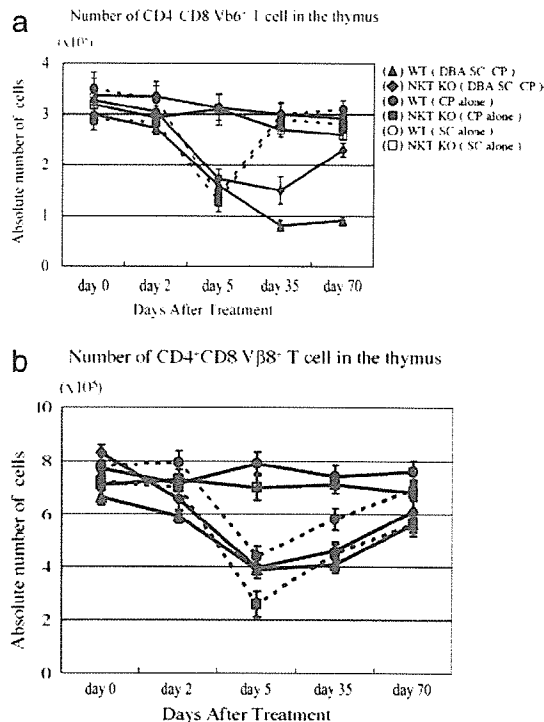 a
Number of CD4 CD8 Vb6⁺ T cell in the thymus
(x10⁵)
Absolute number of cells
5
4
3
2
1
0
day 0 day 2 day 5 day 35 day 70
Days After Treatment
( ) WT ( DBA SC CP )
( ) NKT KO ( DBA SC CP )
( ) WT ( CP alone )
( ) NKT KO ( CP alone )
( ) WT ( SC alone )
( ) NKT KO ( SC alone )
b
Number of CD4⁺CD8 Vβ8⁺ T cell in the thymus
(x10⁵)
Absolute number of cells
10
8
6
4
2
0
day 0 day 2 day 5 day 35 day 70
Days After Treatment